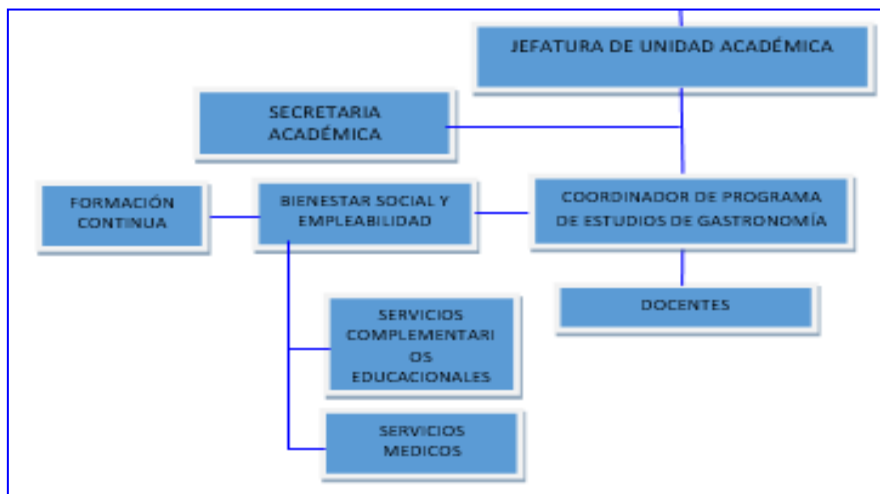 JEFATURA DE UNIDAD ACADÉMICA
SECRETARIA
ACADÉMICA
FORMACIÓN
CONTINUA
BIENESTAR SOCIAL Y
EMPLEABILIDAD
COORDINADOR DE PROGRAMA
DE ESTUDIOS DE GASTRONOMÍA
DOCENTES
SERVICIOS
COMPLEMENTARI
OS
EDUCACIONALES
SERVICIOS
MEDICOS